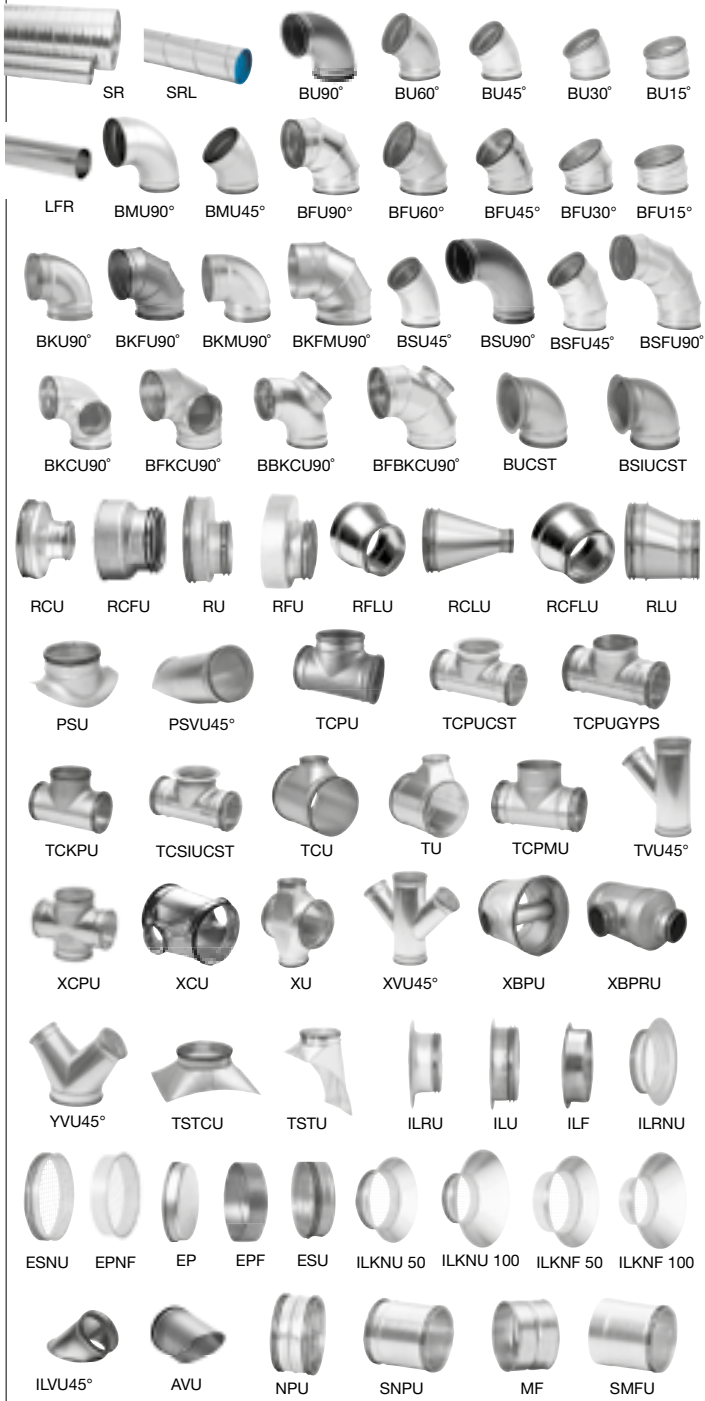 SR SRL BU90° BU60° BU45° BU30° BU15°
LFR BMU90° BMU45° BFU90° BFU60° BFU45° BFU30° BFU15°
BKU90° BKFU90° BKMU90° BKFMU90° BSU45° BSU90° BSFU45° BSFU90°
BKCU90° BFKCU90° BBKCU90° BFBKCU90° BUCST BSIUCST
RCU RCFU RU RFU RFLU RCLU RCFLU RLU
PSU PSVU45° TCPU TCPUCST TCPUGYPS
TCKPU TCSIUCST TCU TU TCPMU TVU45°
XCPU XCU XU XVU45° XBPU XBPRU
YVU45° TSTCU TSTU ILRU ILU ILF ILRNU
ESNU EPNF EP EPF ESU ILKNU 50 ILKNU 100 ILKNF 50 ILKNF 100
ILVU45° AVU NPU SNPU MF SMFU